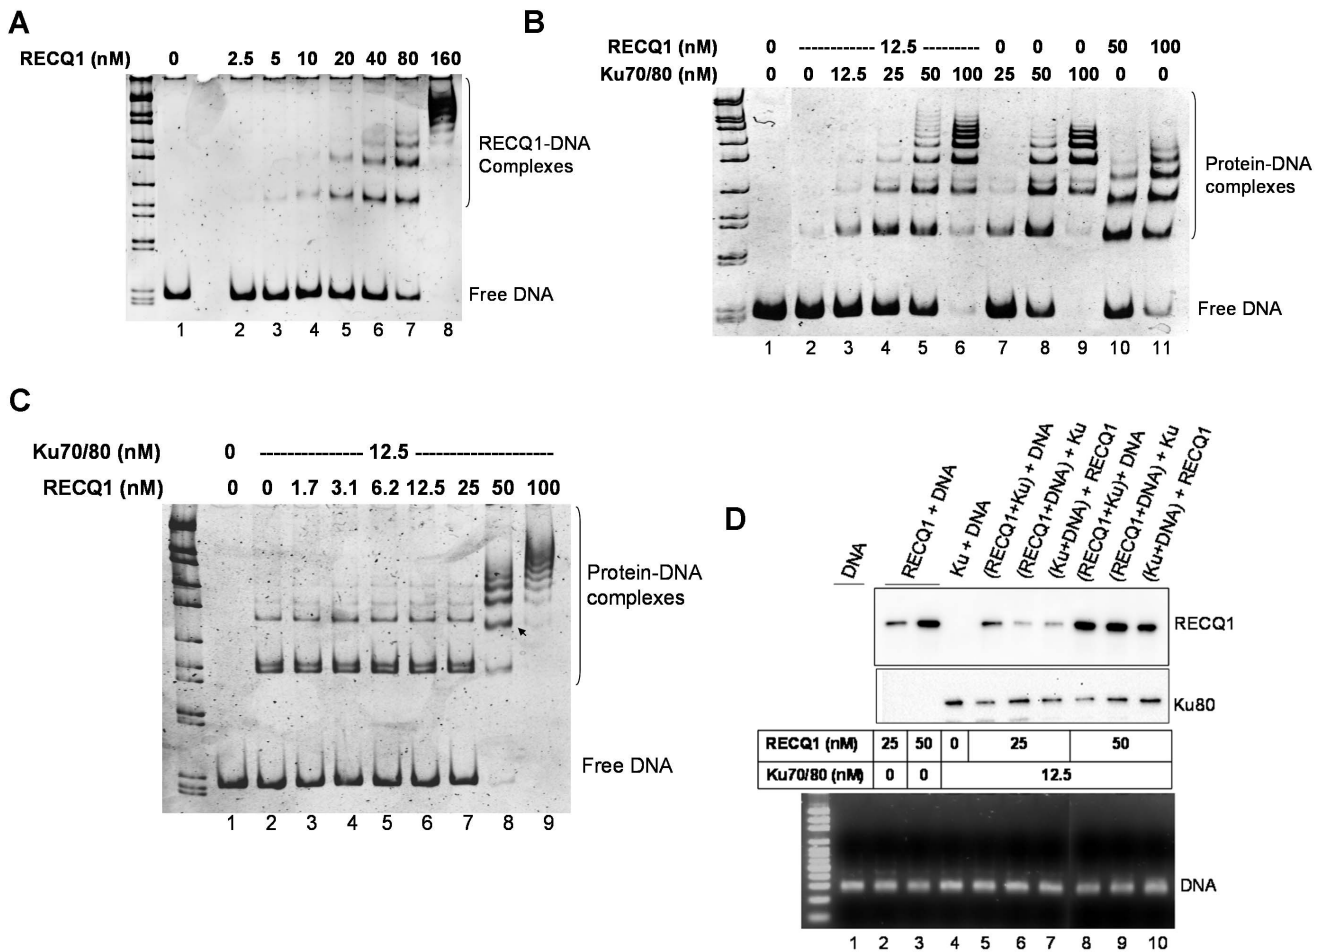 A
RECQ1 (nM) 0 2.5 5 10 20 40 80 160
RECQ1-DNA
Complexes
Free DNA
1 2 3 4 5 6 7 8
B
RECQ1 (nM) 0 ------------ 12.5 --------- 0 0 0 50 100
Ku70/80 (nM) 0 0 12.5 25 50 100 25 50 100 0 0
Protein-DNA
complexes
Free DNA
1 2 3 4 5 6 7 8 9 10 11
C
Ku70/80 (nM) 0 ----------------- 12.5 ----------------------
RECQ1 (nM) 0 0 1.7 3.1 6.2 12.5 25 50 100
Protein-DNA
complexes
Free DNA
1 2 3 4 5 6 7 8 9
D
DNA
RECQ1 + DNA
Ku + DNA
(RECQ1+Ku) + DNA
(RECQ1+DNA) + Ku
(Ku+DNA) + RECQ1
(RECQ1+Ku)+ DNA
(RECQ1+DNA) + Ku
(Ku+DNA) + RECQ1
RECQ1
Ku80
RECQ1 (nM) 25 50 0 25 50
Ku70/80 (nM) 0 0 12.5
DNA
1 2 3 4 5 6 7 8 9 10